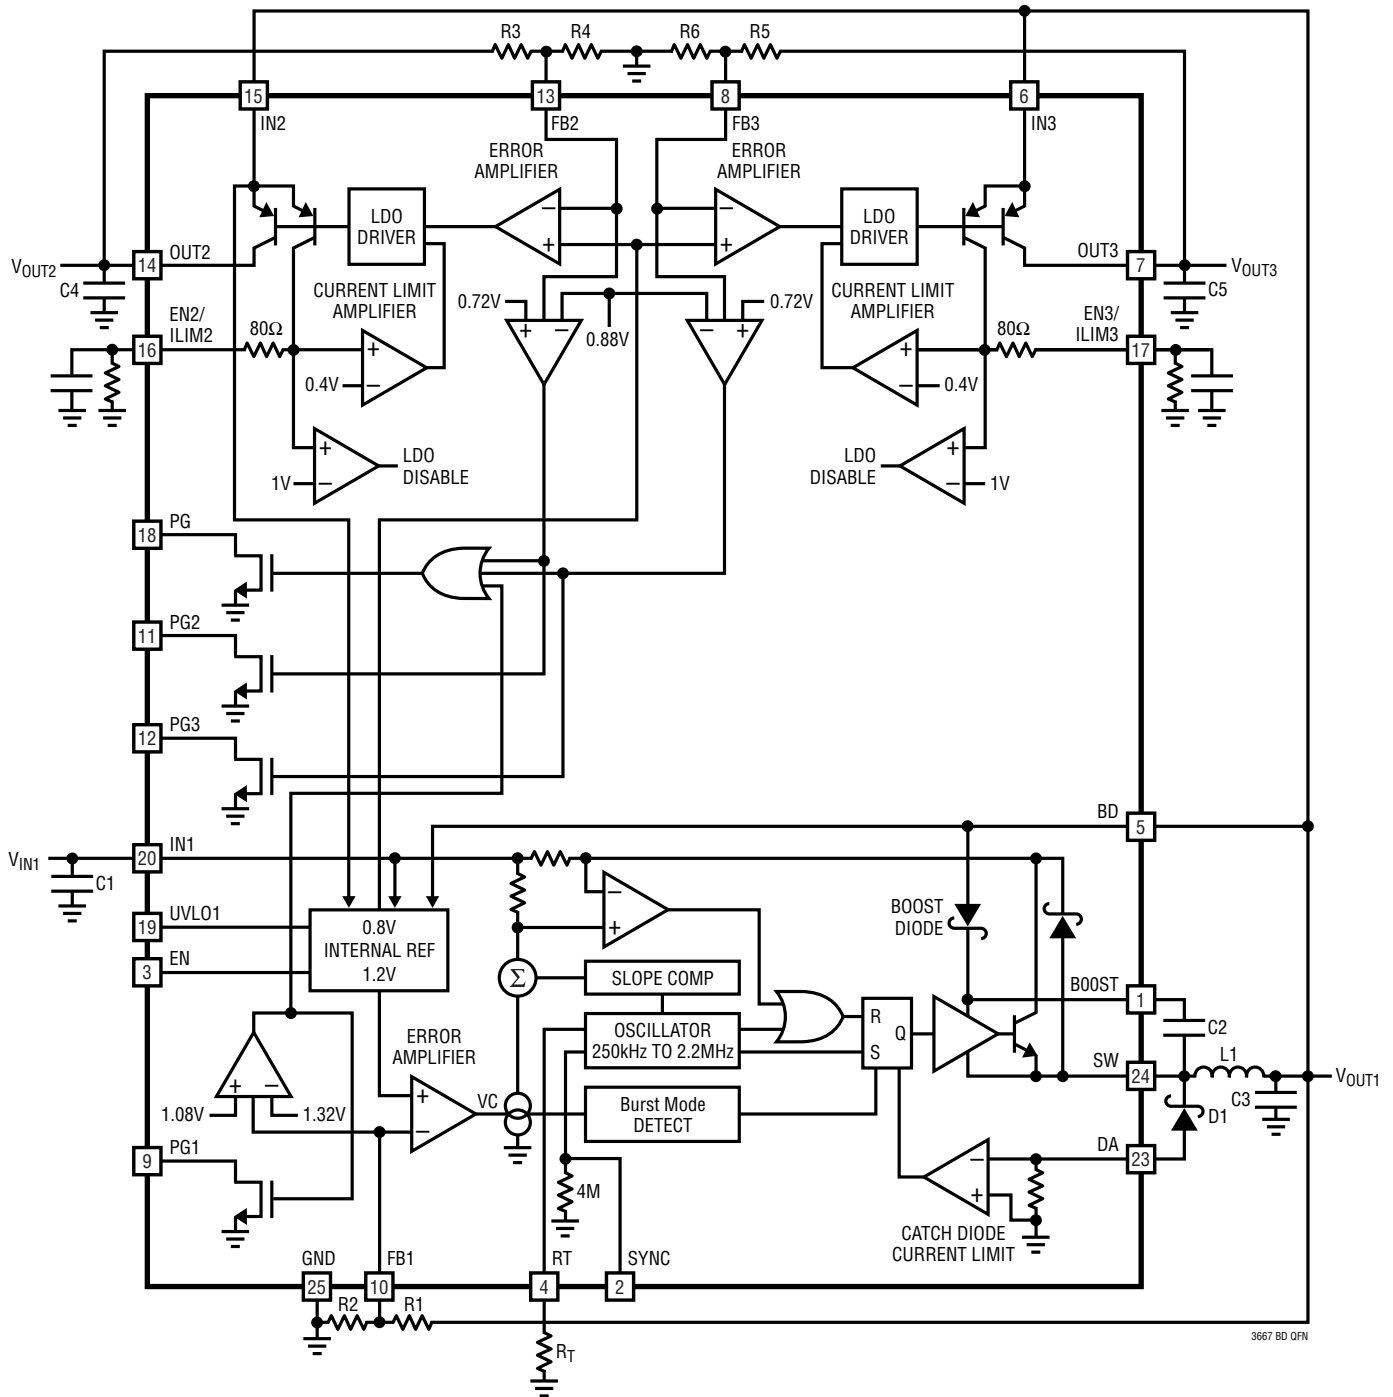 R3 R4 R6 R5
15 13 8 6
IN2 FB2 FB3 IN3
ERROR
AMPLIFIER
ERROR
AMPLIFIER
LDO
DRIVER
LDO
DRIVER
VOUT2 14 OUT2
OUT3 7 VOUT3
C4
C5
CURRENT LIMIT
AMPLIFIER
CURRENT LIMIT
AMPLIFIER
0.72V + −
− + 0.72V
0.88V
EN2/
ILIM2
16
80Ω
EN3/
ILIM3
17
80Ω
+
−
0.4V
+
−
0.4V
+
−
1V
LDO
DISABLE
LDO
DISABLE
+
−
1V
18 PG
11 PG2
12 PG3
BD 5
VIN1 20 IN1
C1
19 UVLO1
3 EN
0.8V
INTERNAL REF
1.2V
−
+
Σ
SLOPE COMP
OSCILLATOR
250kHz TO 2.2MHz
Burst Mode
DETECT
R
S
Q
BOOST
DIODE
BOOST 1
C2
SW 24
L1
VOUT1
C3
D1
DA 23
ERROR
AMPLIFIER
+
−
VC
+ −
1.08V 1.32V
9 PG1
4M
−
+
CATCH DIODE
CURRENT LIMIT
GND FB1 RT SYNC
25 10 4 2
R2 R1
RT
3667 BD QFN